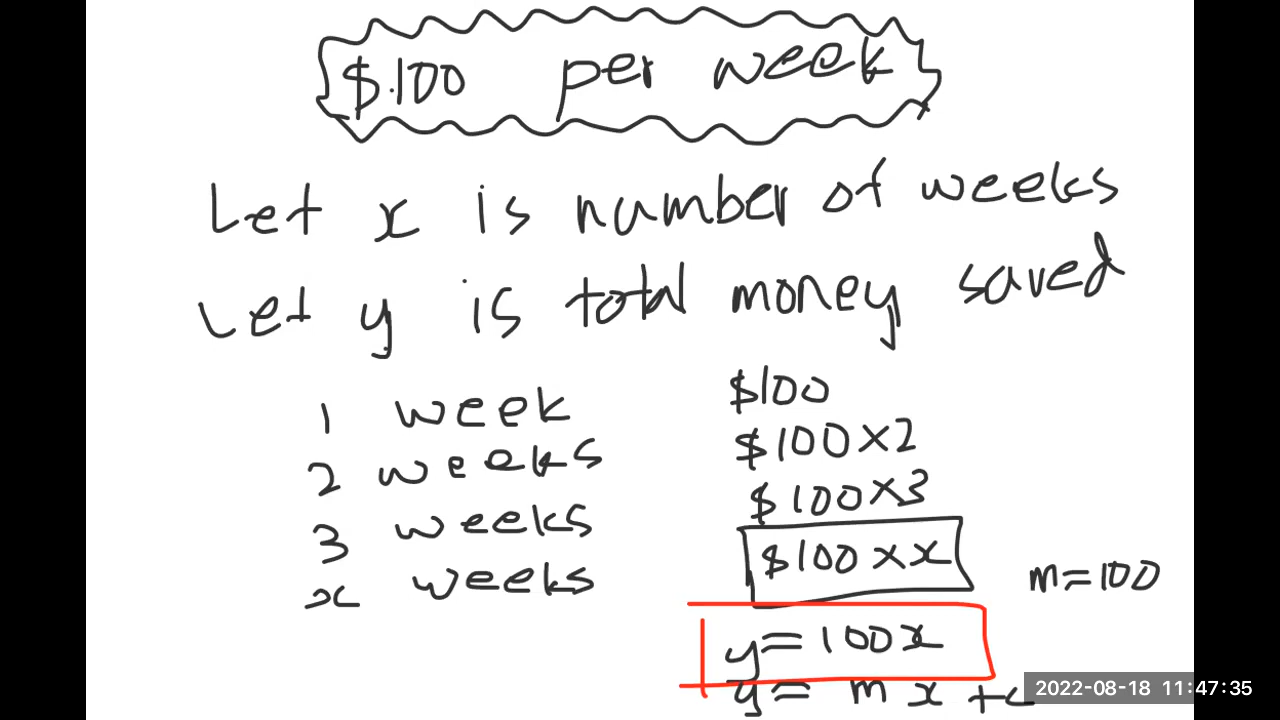 $100 per week
Let x is number of weeks
Let y is total money saved
1 week $100
2 weeks $100×2
3 weeks $100×3
x weeks $100×x
m=100
y=100x
y= mx+c
2022-08-18 11:47:35